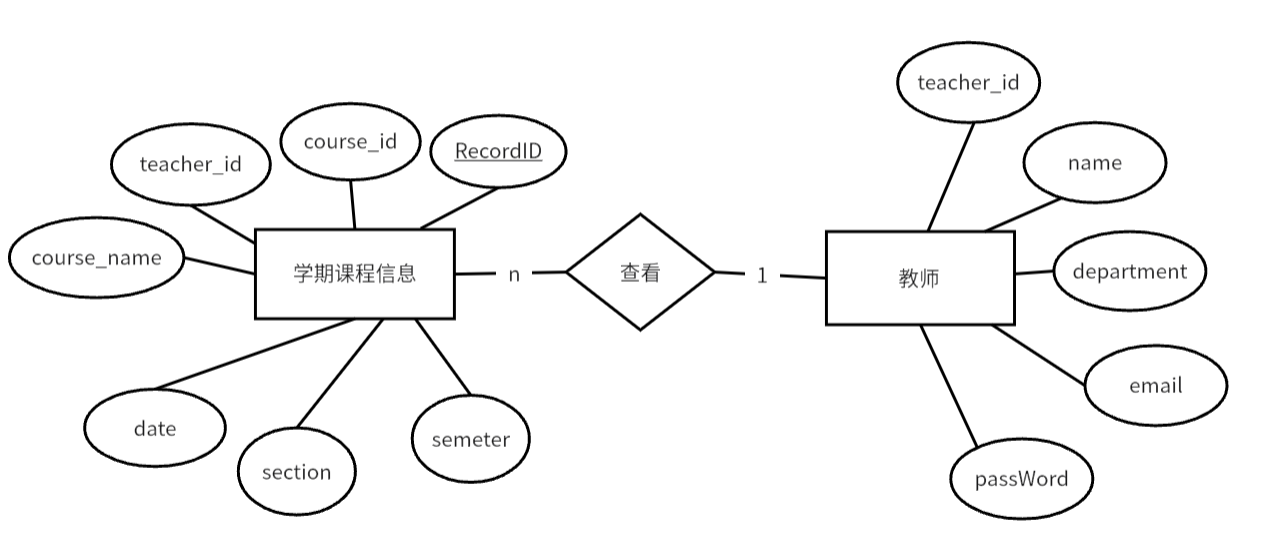 teacher_id
name
course_id
RecordID
teacher_id
course_name
学期课程信息
n
查看
1
教师
department
email
date
section
semeter
passWord